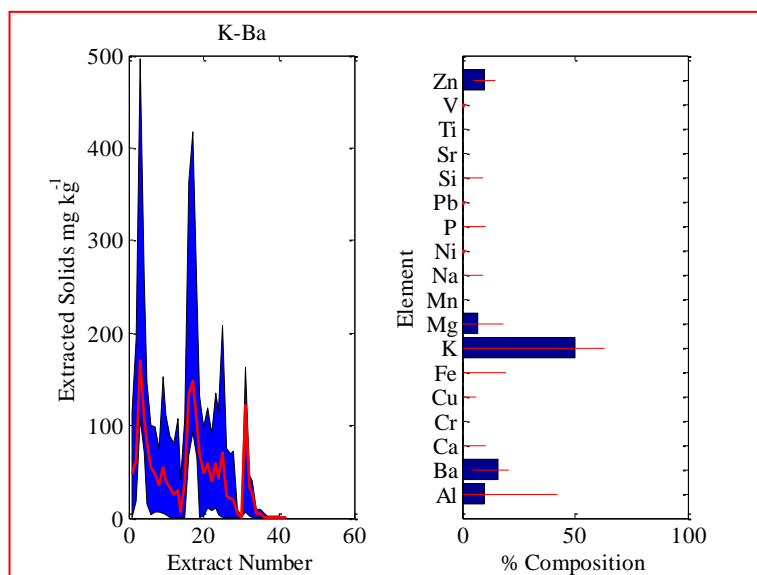 K-Ba
500
400
300
200
100
0
0
20
40
60
Extracted Solids mg kg-1
Extract Number
Zn
V
Ti
Sr
Si
Pb
P
Ni
Na
Mn
Mg
K
Fe
Cu
Cr
Ca
Ba
Al
Element
0
50
100
% Composition